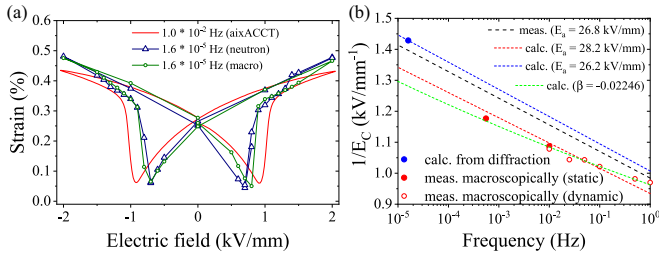 (a)
1.0 * 10⁻² Hz (aixACCT)
1.6 * 10⁻⁵ Hz (neutron)
1.6 * 10⁻⁵ Hz (macro)
Strain (%)
0.6
0.5
0.4
0.3
0.2
0.1
0.0
-2 -1 0 1 2
Electric field (kV/mm)
(b)
meas. (Eₐ = 26.8 kV/mm)
calc. (Eₐ = 28.2 kV/mm)
calc. (Eₐ = 26.2 kV/mm)
calc. (β = -0.02246)
calc. from diffraction
meas. macroscopically (static)
meas. macroscopically (dynamic)
1/E_C (kV/mm⁻¹)
1.5
1.4
1.3
1.2
1.1
1.0
0.9
10⁻⁵ 10⁻⁴ 10⁻³ 10⁻² 10⁻¹ 10⁰
Frequency (Hz)